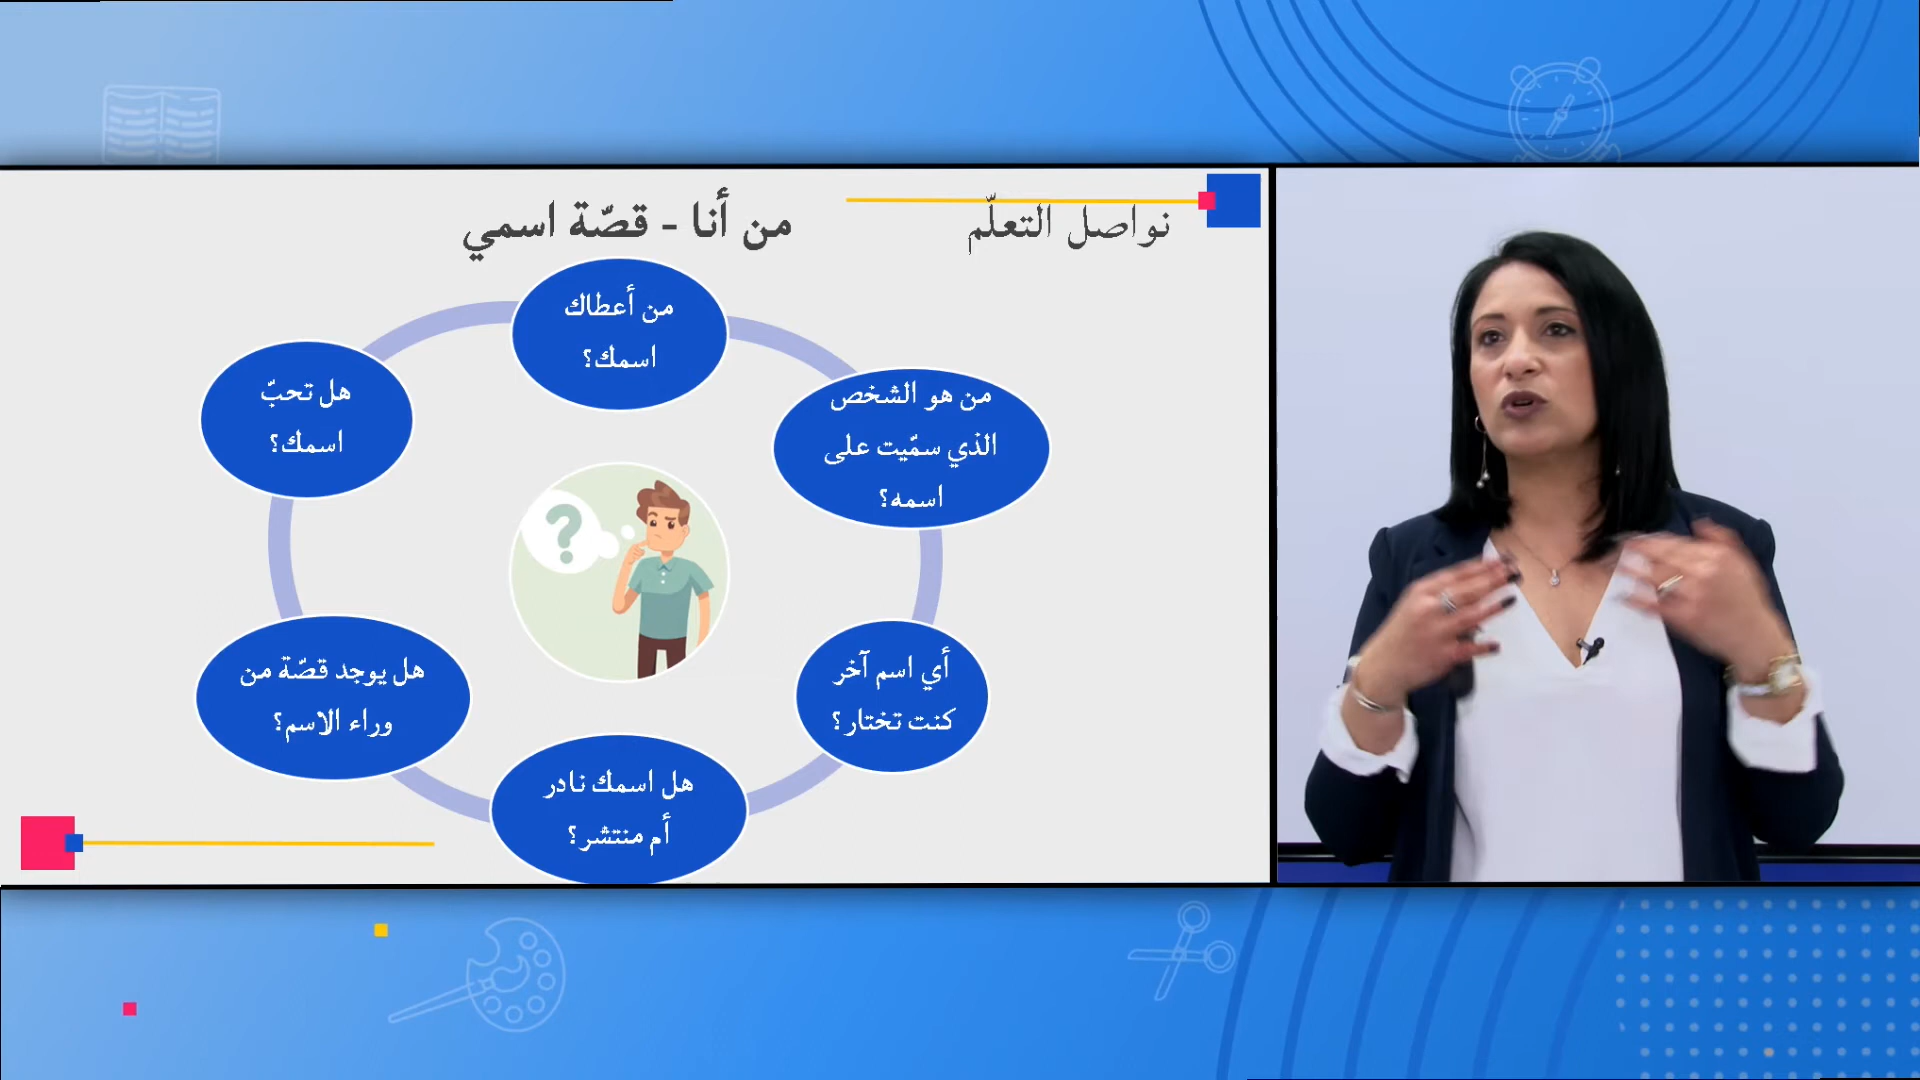 نواصل التعلّم
من أنا - قصّة اسمي
من أعطاك
اسمك؟
من هو الشخص
الذي سمّيت على
اسمه؟
أي اسم آخر
كنت تختار؟
هل اسمك نادر
أم منتشر؟
هل يوجد قصّة من
وراء الاسم؟
هل تحبّ
اسمك؟
?